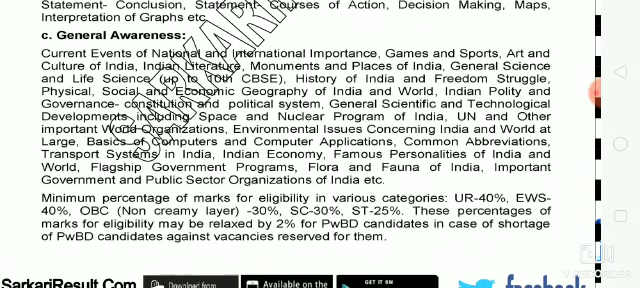 Statement- Conclusion, Statement- Courses of Action, Decision Making, Maps,
Interpretation of Graphs etc.
c. General Awareness:
Current Events of National and International Importance, Games and Sports, Art and
Culture of India, Indian Literature, Monuments and Places of India, General Science
and Life Science (up to 10th CBSE), History of India and Freedom Struggle,
Physical, Social and Economic Geography of India and World, Indian Polity and
Governance- constitution and political system, General Scientific and Technological
Developments including Space and Nuclear Program of India, UN and Other
important World Organizations, Environmental Issues Concerning India and World at
Large, Basics of Computers and Computer Applications, Common Abbreviations,
Transport Systems in India, Indian Economy, Famous Personalities of India and
World, Flagship Government Programs, Flora and Fauna of India, Important
Government and Public Sector Organizations of India etc.
Minimum percentage of marks for eligibility in various categories: UR-40%, EWS-
40%, OBC (Non creamy layer) -30%, SC-30%, ST-25%. These percentages of
marks for eligibility may be relaxed by 2% for PwBD candidates in case of shortage
of PwBD candidates against vacancies reserved for them.
SarkariResult.Com
Download from
Available on the
GET IT ON
facebook
RECORDER